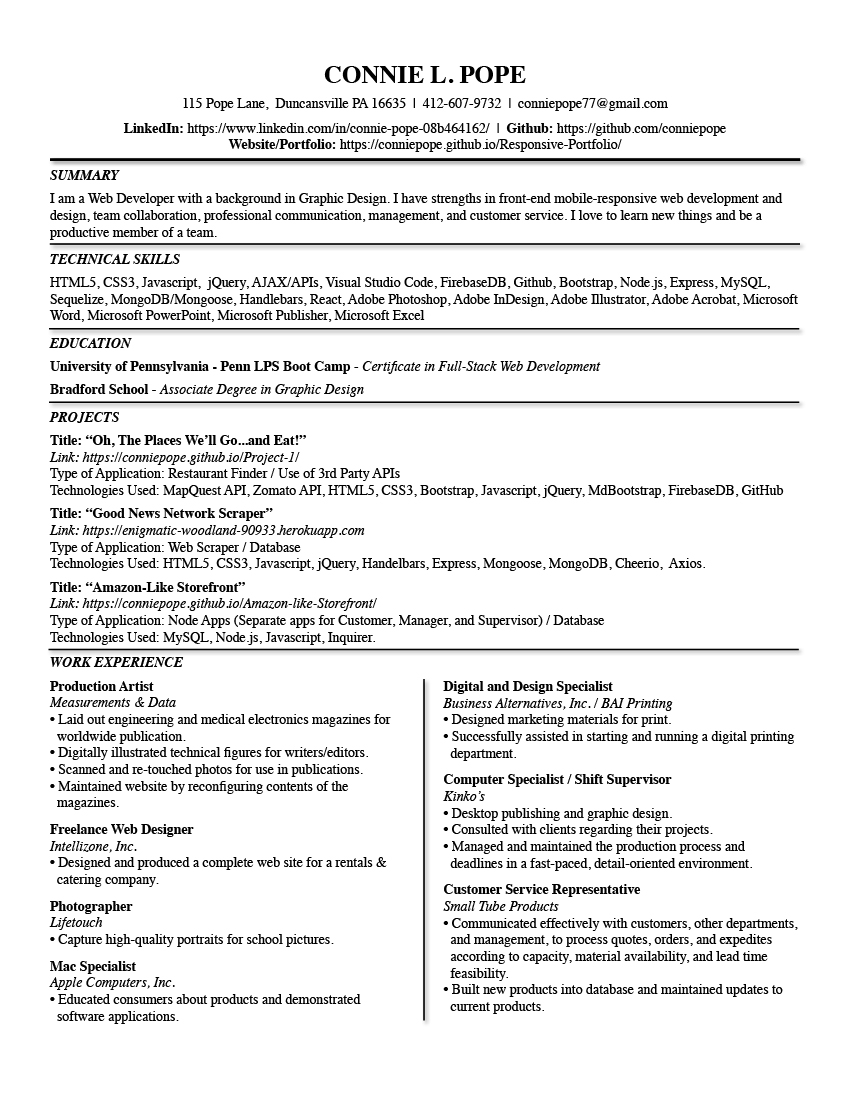 CONNIE L. POPE
115 Pope Lane, Duncansville PA 16635 | 412-607-9732 | conniepope77@gmail.com
LinkedIn: https://www.linkedin.com/in/connie-pope-08b464162/ | Github: https://github.com/conniepope
Website/Portfolio: https://conniepope.github.io/Responsive-Portfolio/
SUMMARY
I am a Web Developer with a background in Graphic Design. I have strengths in front-end mobile-responsive web development and
design, team collaboration, professional communication, management, and customer service. I love to learn new things and be a
productive member of a team.
TECHNICAL SKILLS
HTML5, CSS3, Javascript, jQuery, AJAX/APIs, Visual Studio Code, FirebaseDB, Github, Bootstrap, Node.js, Express, MySQL,
Sequelize, MongoDB/Mongoose, Handlebars, React, Adobe Photoshop, Adobe InDesign, Adobe Illustrator, Adobe Acrobat, Microsoft
Word, Microsoft PowerPoint, Microsoft Publisher, Microsoft Excel
EDUCATION
University of Pennsylvania - Penn LPS Boot Camp - Certificate in Full-Stack Web Development
Bradford School - Associate Degree in Graphic Design
PROJECTS
Title: “Oh, The Places We’ll Go...and Eat!”
Link: https://conniepope.github.io/Project-1/
Type of Application: Restaurant Finder / Use of 3rd Party APIs
Technologies Used: MapQuest API, Zomato API, HTML5, CSS3, Bootstrap, Javascript, jQuery, MdBootstrap, FirebaseDB, GitHub
Title: “Good News Network Scraper”
Link: https://enigmatic-woodland-90933.herokuapp.com
Type of Application: Web Scraper / Database
Technologies Used: HTML5, CSS3, Javascript, jQuery, Handelbars, Express, Mongoose, MongoDB, Cheerio, Axios.
Title: “Amazon-Like Storefront”
Link: https://conniepope.github.io/Amazon-like-Storefront/
Type of Application: Node Apps (Separate apps for Customer, Manager, and Supervisor) / Database
Technologies Used: MySQL, Node.js, Javascript, Inquirer.
WORK EXPERIENCE
Production Artist
Measurements & Data
• Laid out engineering and medical electronics magazines for
worldwide publication.
• Digitally illustrated technical figures for writers/editors.
• Scanned and re-touched photos for use in publications.
• Maintained website by reconfiguring contents of the
magazines.
Freelance Web Designer
Intellizone, Inc.
• Designed and produced a complete web site for a rentals &
catering company.
Photographer
Lifetouch
• Capture high-quality portraits for school pictures.
Mac Specialist
Apple Computers, Inc.
• Educated consumers about products and demonstrated
software applications.
Digital and Design Specialist
Business Alternatives, Inc. / BAI Printing
• Designed marketing materials for print.
• Successfully assisted in starting and running a digital printing
department.
Computer Specialist / Shift Supervisor
Kinko’s
• Desktop publishing and graphic design.
• Consulted with clients regarding their projects.
• Managed and maintained the production process and
deadlines in a fast-paced, detail-oriented environment.
Customer Service Representative
Small Tube Products
• Communicated effectively with customers, other departments,
and management, to process quotes, orders, and expedites
according to capacity, material availability, and lead time
feasibility.
• Built new products into database and maintained updates to
current products.